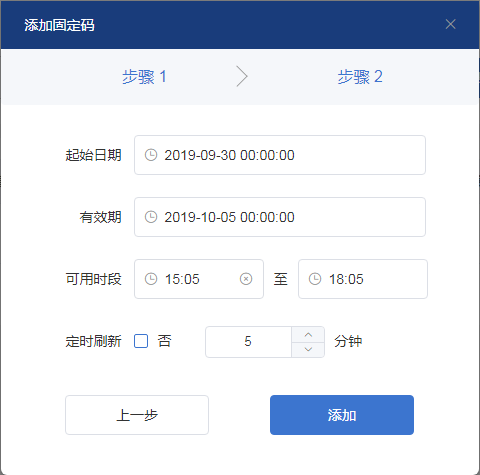 添加固定码
步骤 1 步骤 2
起始日期 2019-09-30 00:00:00
有效期 2019-10-05 00:00:00
可用时段 15:05 至 18:05
定时刷新 否 5 分钟
上一步 添加